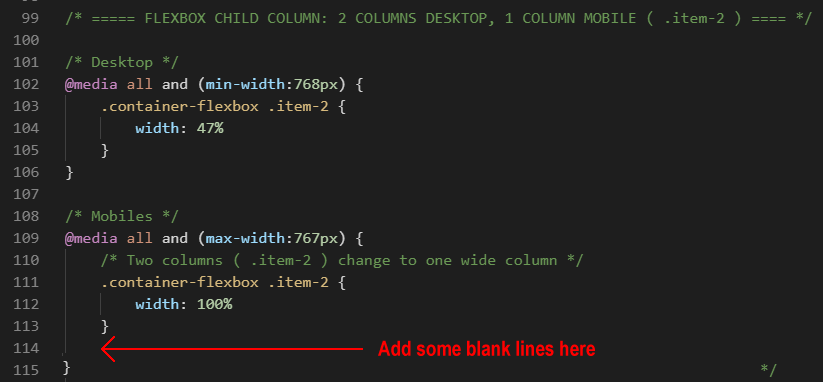 99 /* ===== FLEXBOX CHILD COLUMN: 2 COLUMNS DESKTOP, 1 COLUMN MOBILE ( .item-2 ) ==== */
100
101 /* Desktop */
102 @media all and (min-width:768px) {
103     .container-flexbox .item-2 {
104         width: 47%
105     }
106 }
107
108 /* Mobiles */
109 @media all and (max-width:767px) {
110     /* Two columns ( .item-2 ) change to one wide column */
111     .container-flexbox .item-2 {
112         width: 100%
113     }
114 Add some blank lines here
115 } */